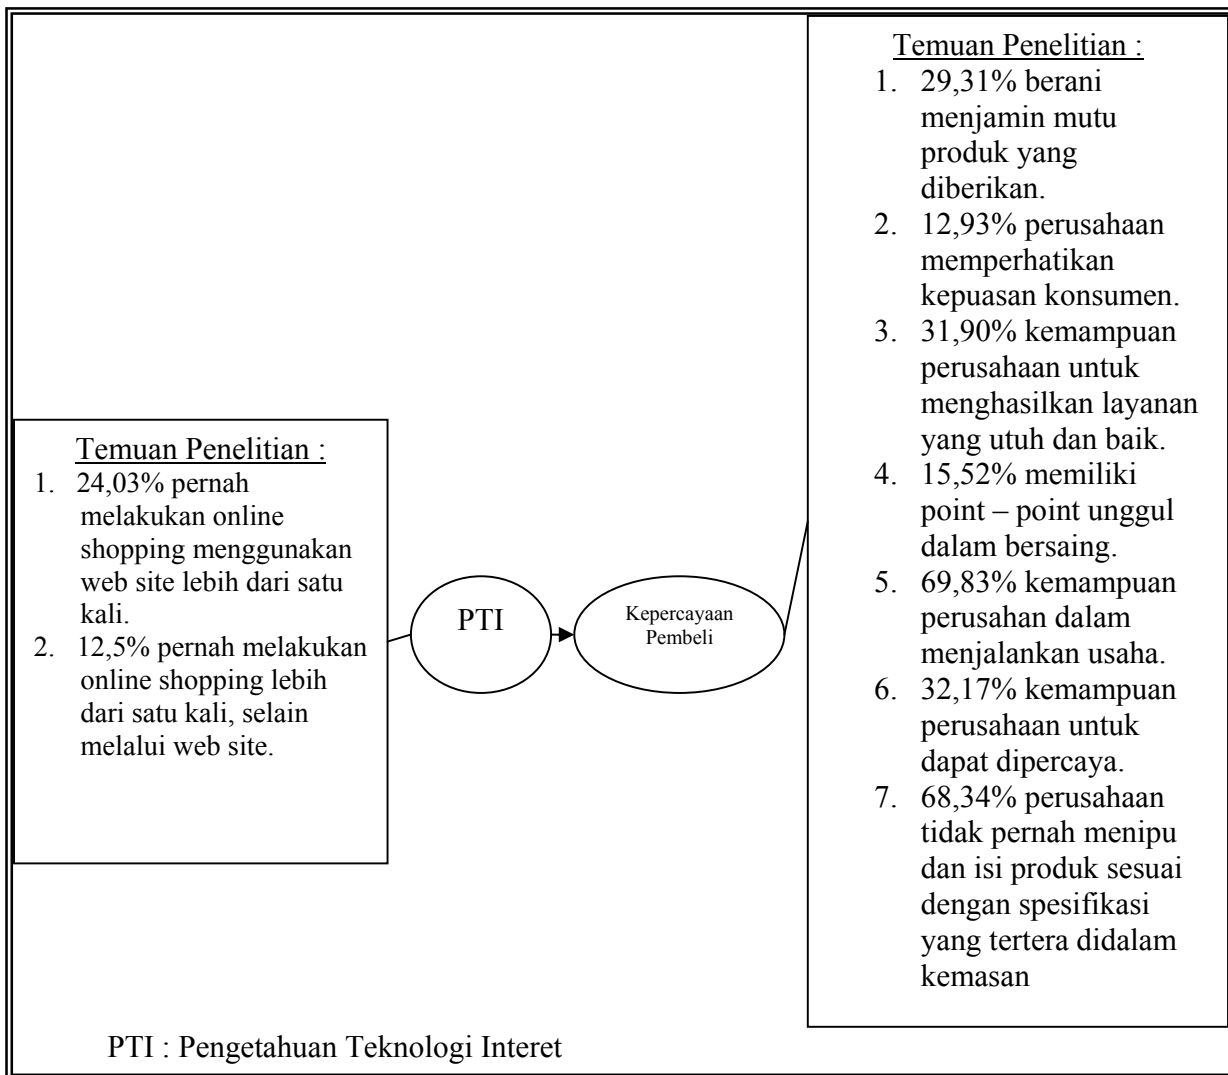 Temuan Penelitian :
1. 24,03% pernah
melakukan online
shopping menggunakan
web site lebih dari satu
kali.
2. 12,5% pernah melakukan
online shopping lebih
dari satu kali, selain
melalui web site.
PTI
Kepercayaan
Pembeli
Temuan Penelitian :
1. 29,31% berani
menjamin mutu
produk yang
diberikan.
2. 12,93% perusahaan
memperhatikan
kepuasan konsumen.
3. 31,90% kemampuan
perusahaan untuk
menghasilkan layanan
yang utuh dan baik.
4. 15,52% memiliki
point – point unggul
dalam bersaing.
5. 69,83% kemampuan
perusahan dalam
menjalankan usaha.
6. 32,17% kemampuan
perusahaan untuk
dapat dipercaya.
7. 68,34% perusahaan
tidak pernah menipu
dan isi produk sesuai
dengan spesifikasi
yang tertera didalam
kemasan
PTI : Pengetahuan Teknologi Interet